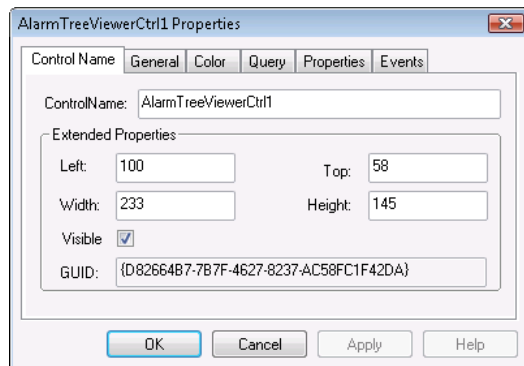 AlarmTreeViewerCtrl1 Properties
Control Name General Color Query Properties Events
ControlName: AlarmTreeViewerCtrl1
Extended Properties
Left: 100 Top: 58
Width: 233 Height: 145
Visible
GUID: {D82664B7-7B7F-4627-8237-AC58FC1F42DA}
OK Cancel Apply Help